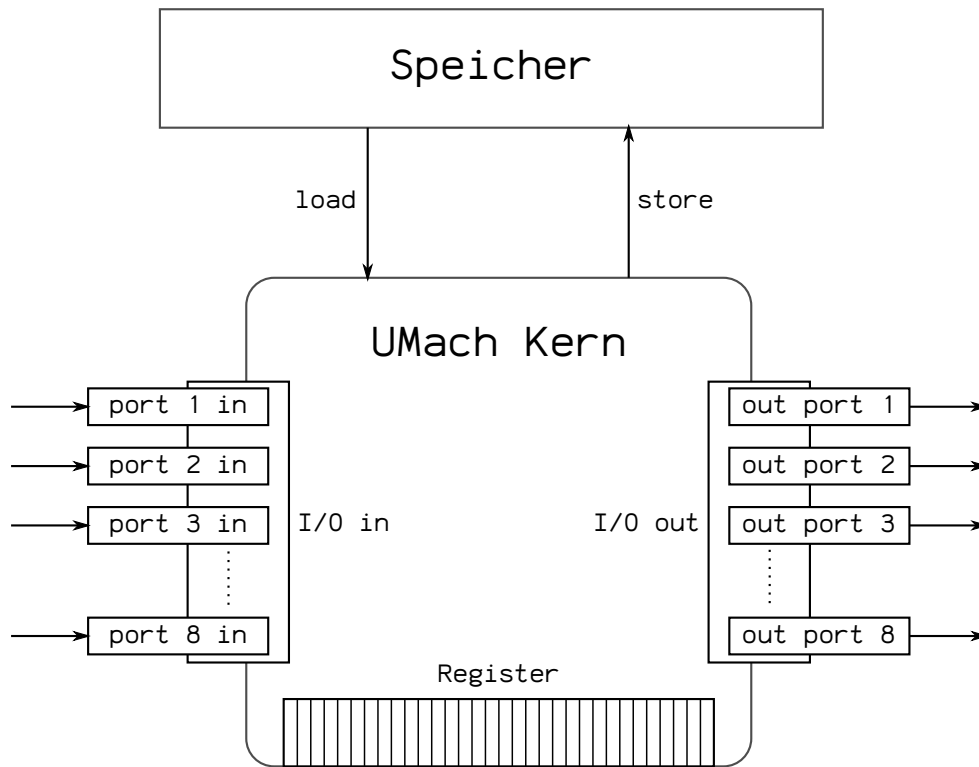 Speicher
load
store
UMach Kern
port 1 in
port 2 in
port 3 in
port 8 in
I/O in
I/O out
out port 1
out port 2
out port 3
out port 8
Register